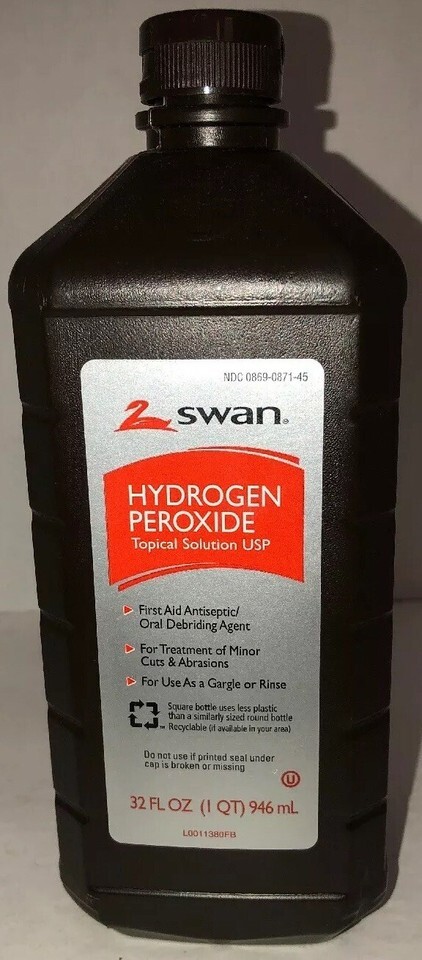 NDC 0869-0871-45
swan®
HYDROGEN
PEROXIDE
Topical Solution USP
First Aid Antiseptic/
Oral Debriding Agent
For Treatment of Minor
Cuts & Abrasions
For Use As a Gargle or Rinse
Square bottle uses less plastic
than a similarly sized round bottle
Recyclable (if available in your area)
Do not use if printed seal under
cap is broken or missing
U
32 FL OZ (1 QT) 946 mL
L0011380FB